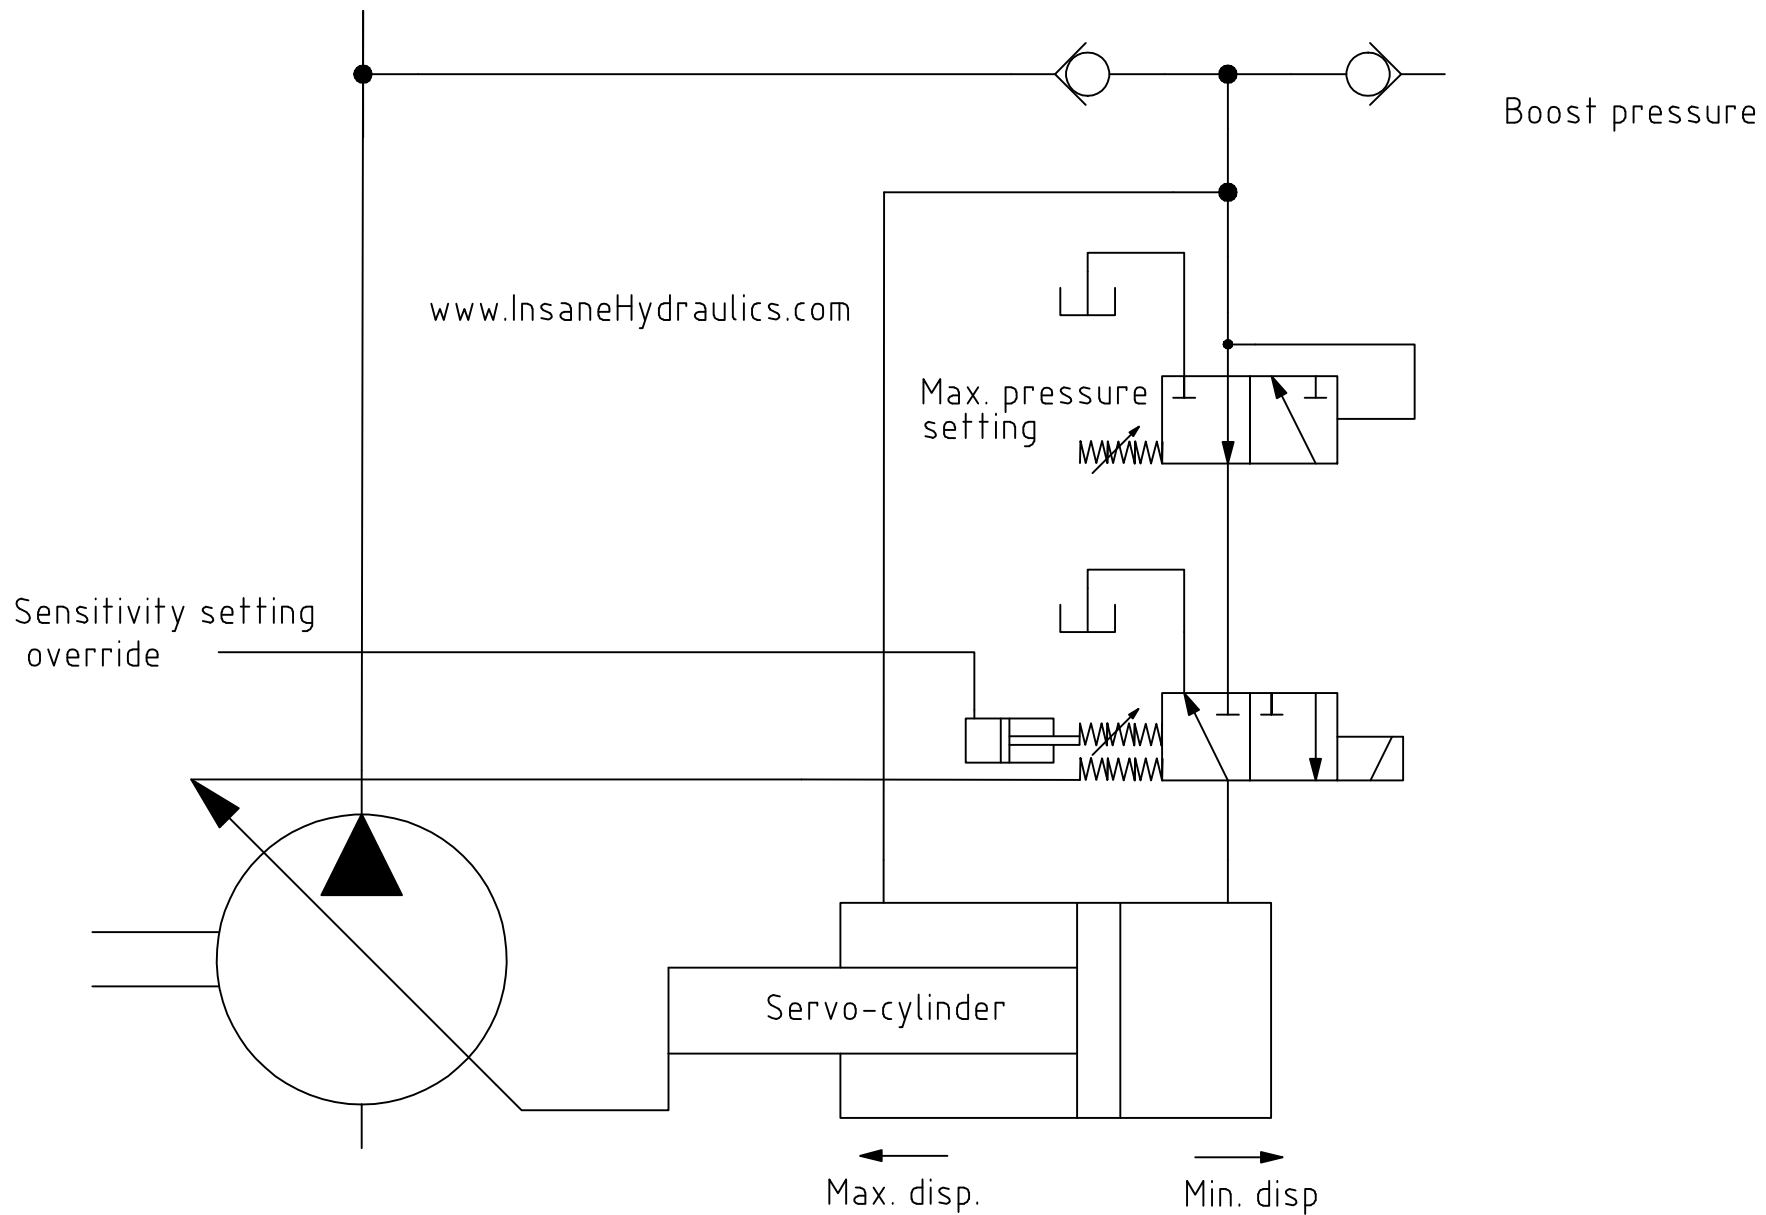 Boost pressure
www.InsaneHydraulics.com
Max. pressure
setting
Sensitivity setting
override
Servo-cylinder
Max. disp.
Min. disp